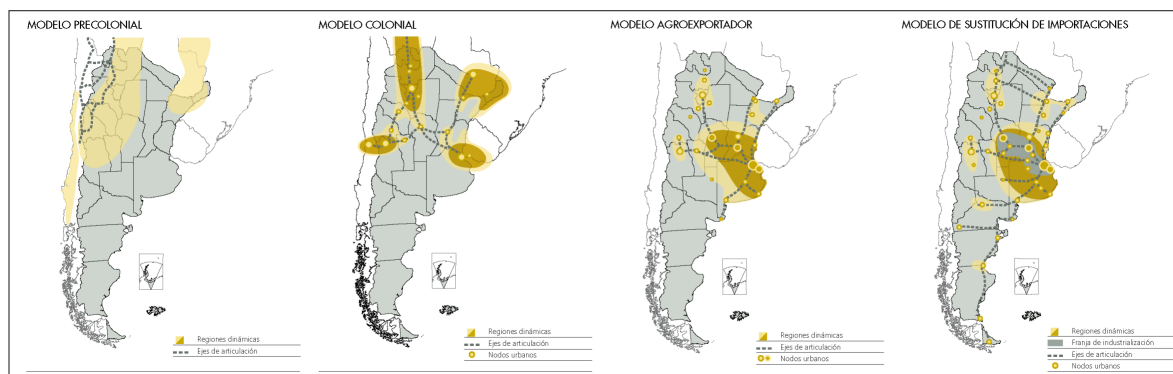 MODELO PRECOLONIAL
Regiones dinámicas
Ejes de articulación
MODELO COLONIAL
Regiones dinámicas
Ejes de articulación
Nodos urbanos
MODELO AGROEXPORTADOR
Regiones dinámicas
Ejes de articulación
Nodos urbanos
MODELO DE SUSTITUCIÓN DE IMPORTACIONES
Regiones dinámicas
Franja de industrialización
Ejes de articulación
Nodos urbanos